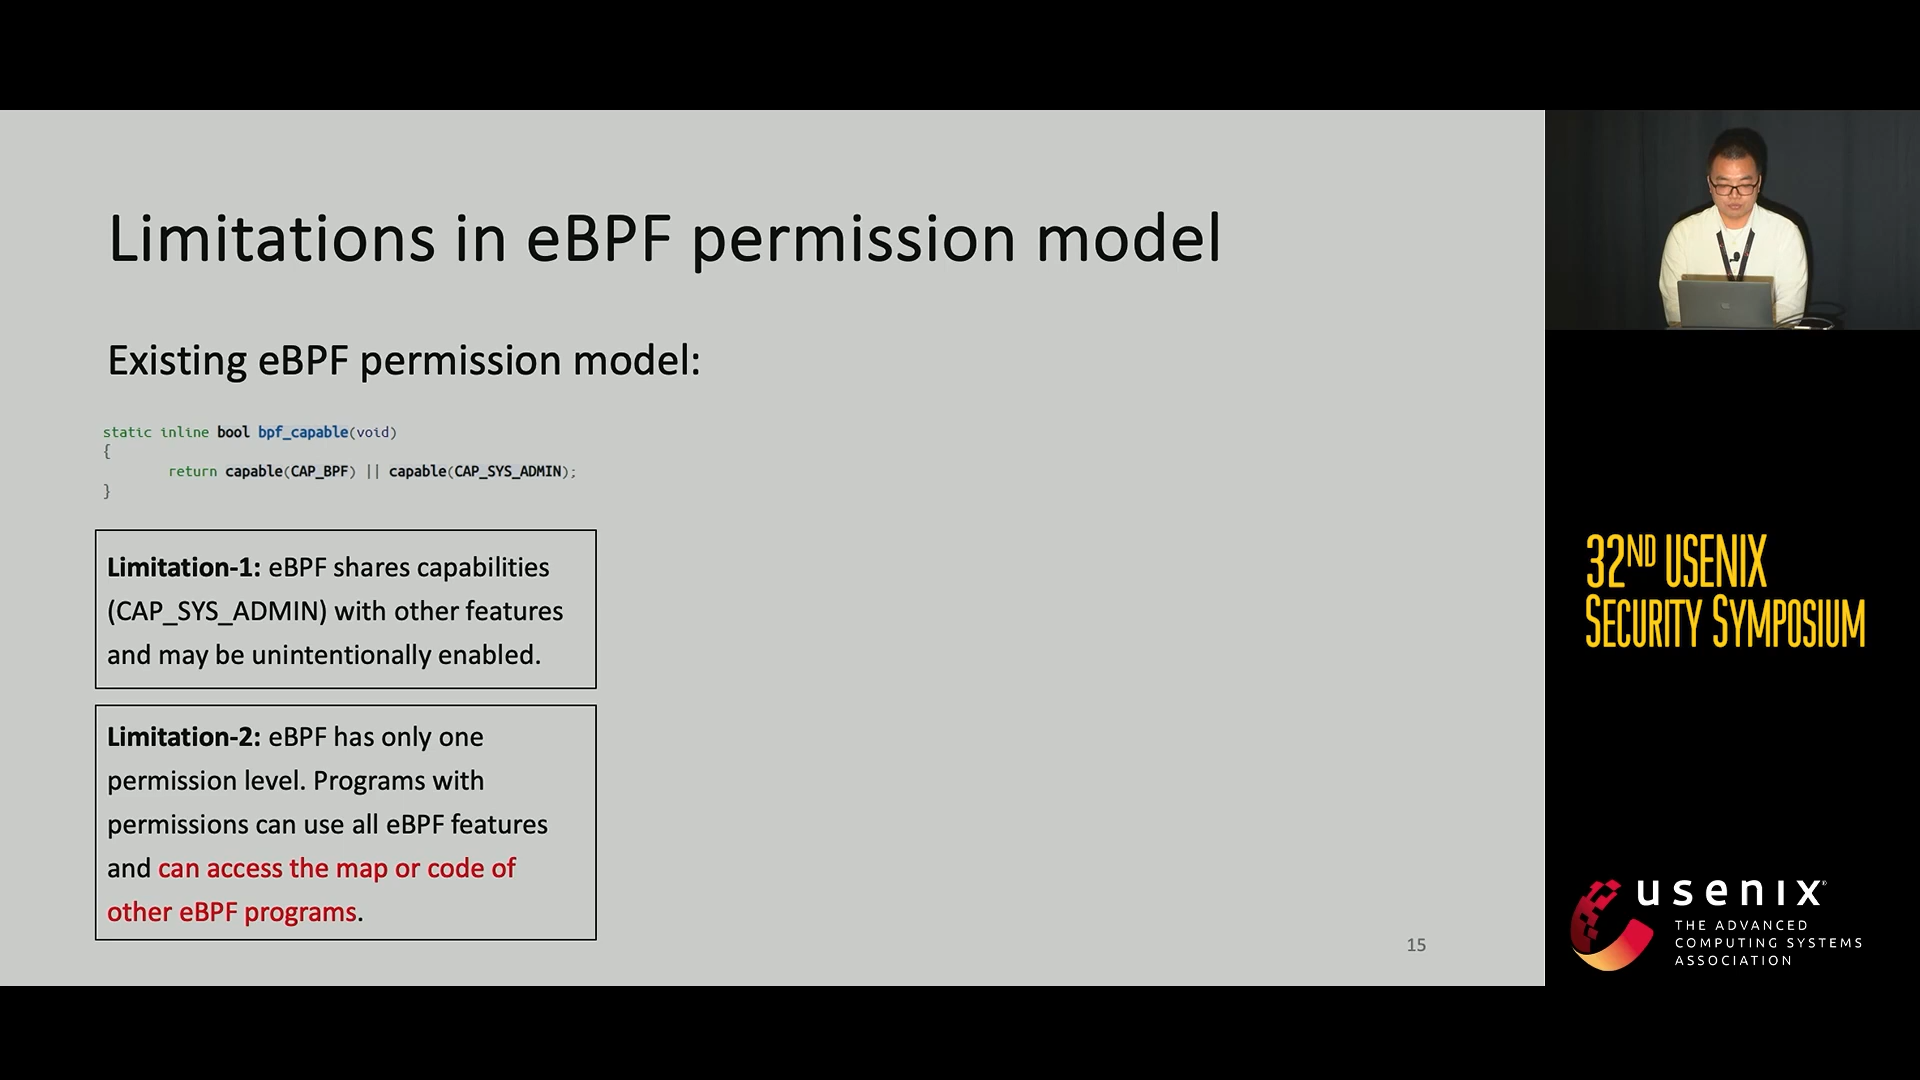 Limitations in eBPF permission model
Existing eBPF permission model:
static inline bool bpf_capable(void)
{
return capable(CAP_BPF) || capable(CAP_SYS_ADMIN);
}
Limitation-1: eBPF shares capabilities
(CAP_SYS_ADMIN) with other features
and may be unintentionally enabled.
Limitation-2: eBPF has only one
permission level. Programs with
permissions can use all eBPF features
and can access the map or code of
other eBPF programs.
15
32ND USENIX
SECURITY SYMPOSIUM
usenix®
THE ADVANCED
COMPUTING SYSTEMS
ASSOCIATION